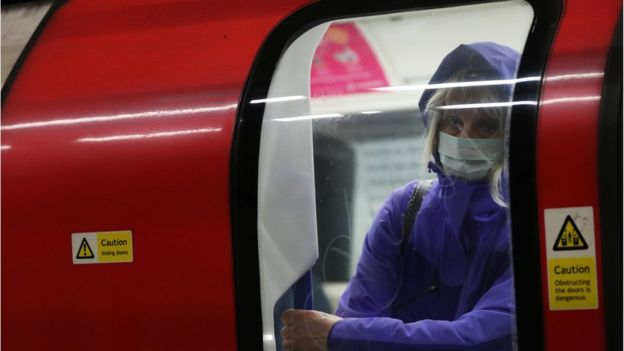 Caution
Sliding doors
Caution
Obstructing
the doors is
dangerous